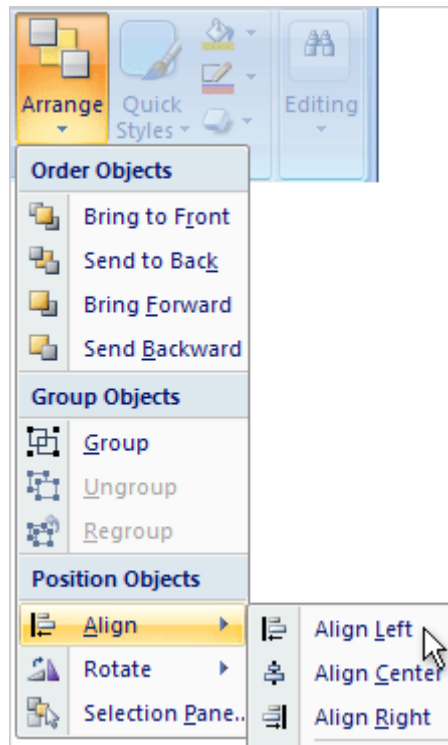 Arrange
Quick
Styles
Editing
Order Objects
Bring to Front
Send to Back
Bring Forward
Send Backward
Group Objects
Group
Ungroup
Regroup
Position Objects
Align
Align Left
Rotate
Align Center
Selection Pane..
Align Right